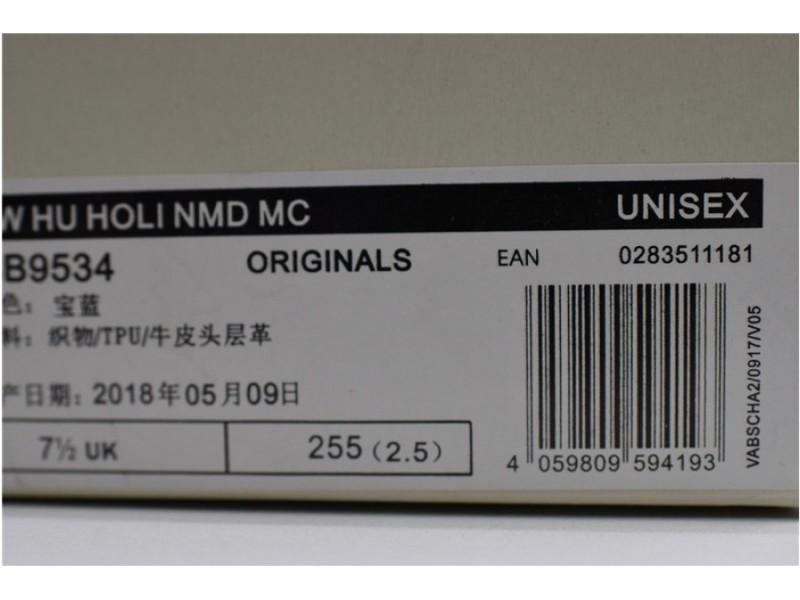 W HU HOLI NMD MC UNISEX
B9534 ORIGINALS EAN 0283511181
色: 宝蓝
料: 织物/TPU/牛皮头层革
产日期: 2018年05月09日
7½ UK 255 (2.5)
4 059809 594193
VABSCHA2/0917/V05